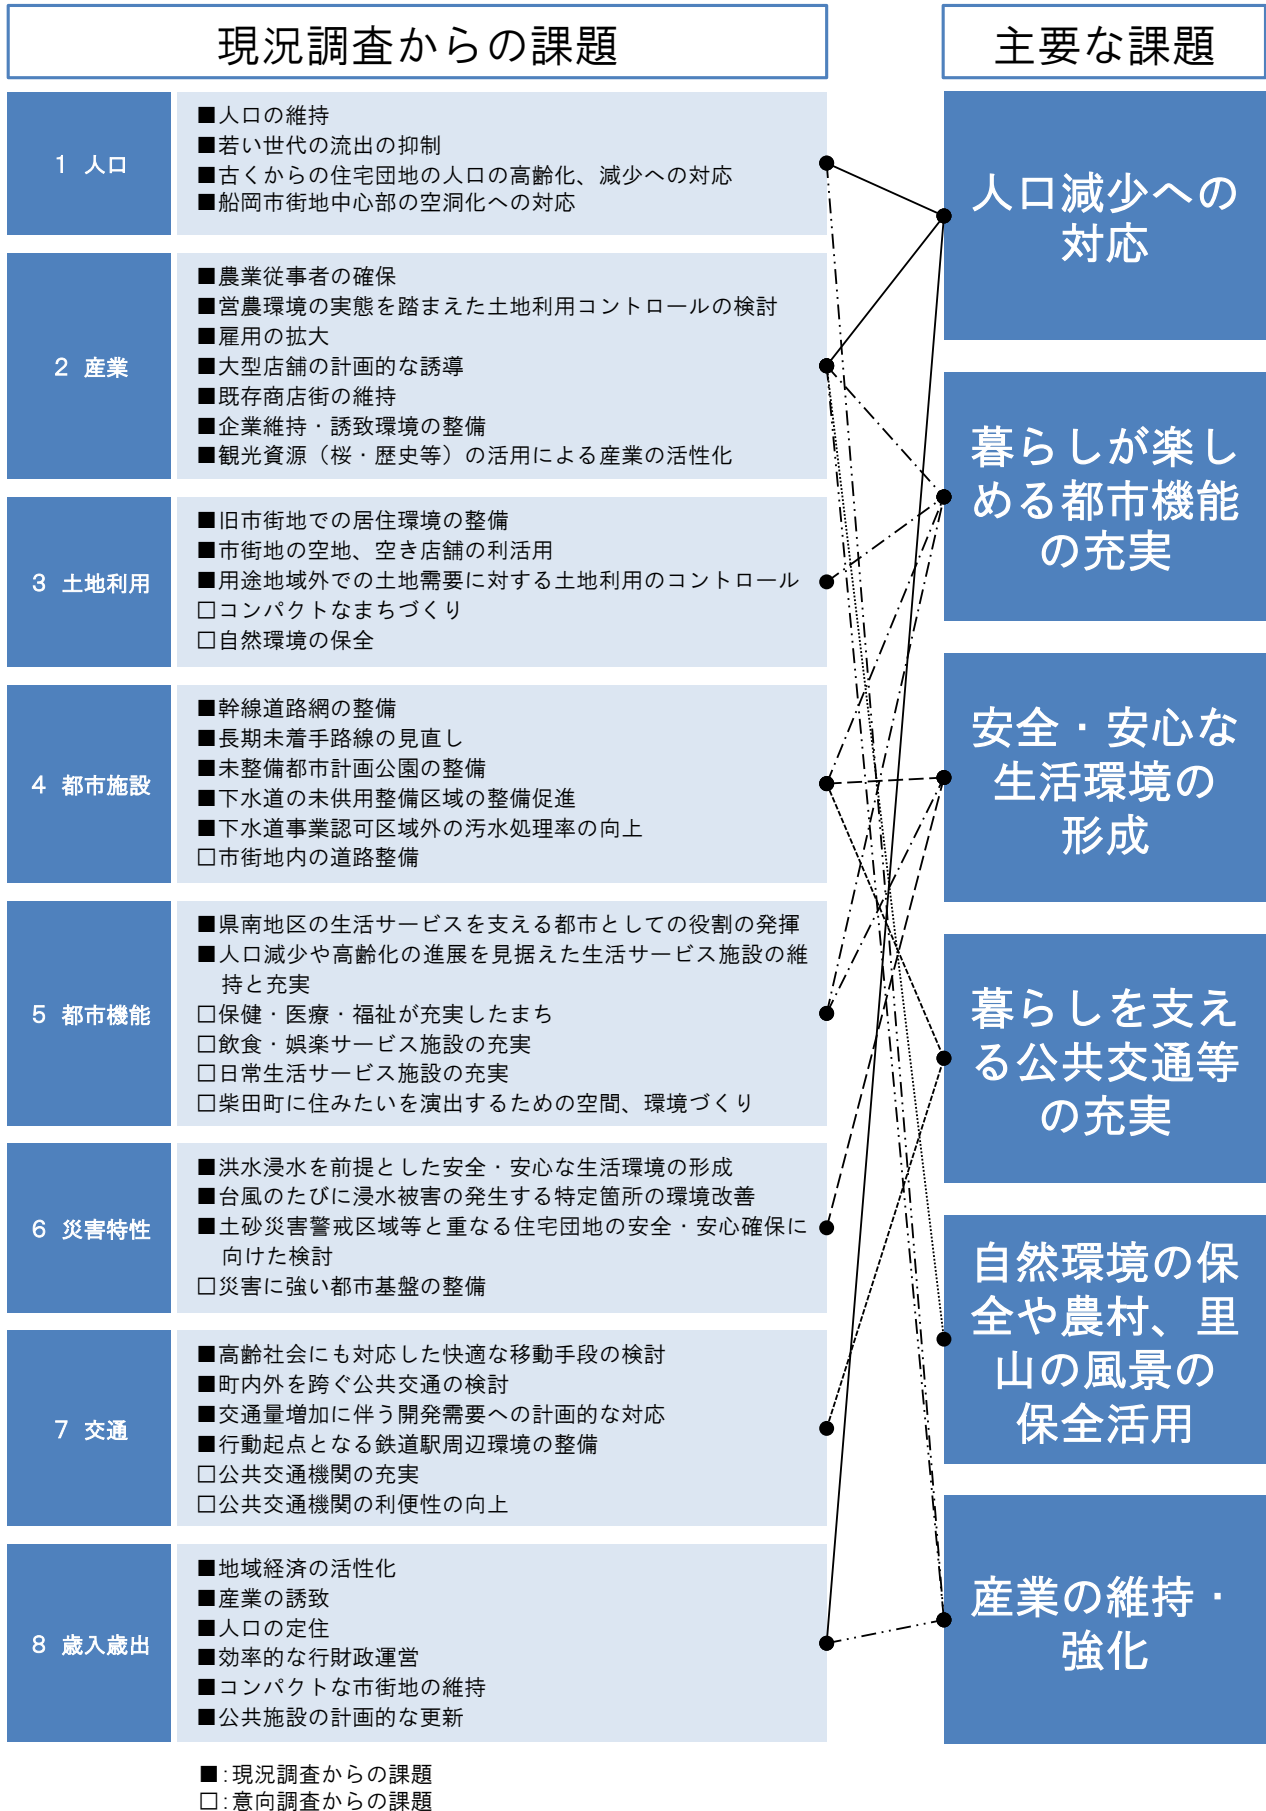 現況調査からの課題
主要な課題
1 人口
■人口の維持
■若い世代の流出の抑制
■古くからの住宅団地の人口の高齢化、減少への対応
■船岡市街地中心部の空洞化への対応
2 産業
■農業従事者の確保
■営農環境の実態を踏まえた土地利用コントロールの検討
■雇用の拡大
■大型店舗の計画的な誘導
■既存商店街の維持
■企業維持・誘致環境の整備
■観光資源（桜・歴史等）の活用による産業の活性化
3 土地利用
■旧市街地での居住環境の整備
■市街地の空地、空き店舗の利活用
■用途地域外での土地需要に対する土地利用のコントロール
□コンパクトなまちづくり
□自然環境の保全
4 都市施設
■幹線道路網の整備
■長期未着手路線の見直し
■未整備都市計画公園の整備
■下水道の未供用整備区域の整備促進
■下水道事業認可区域外の汚水処理率の向上
□市街地内の道路整備
5 都市機能
■県南地区の生活サービスを支える都市としての役割の発揮
■人口減少や高齢化の進展を見据えた生活サービス施設の維
持と充実
□保健・医療・福祉が充実したまち
□飲食・娯楽サービス施設の充実
□日常生活サービス施設の充実
□柴田町に住みたいを演出するための空間、環境づくり
6 災害特性
■洪水浸水を前提とした安全・安心な生活環境の形成
■台風のたびに浸水被害の発生する特定箇所の環境改善
■土砂災害警戒区域等と重なる住宅団地の安全・安心確保に
向けた検討
□災害に強い都市基盤の整備
7 交通
■高齢社会にも対応した快適な移動手段の検討
■町内外を跨ぐ公共交通の検討
■交通量増加に伴う開発需要への計画的な対応
■行動起点となる鉄道駅周辺環境の整備
□公共交通機関の充実
□公共交通機関の利便性の向上
8 歳入歳出
■地域経済の活性化
■産業の誘致
■人口の定住
■効率的な行財政運営
■コンパクトな市街地の維持
■公共施設の計画的な更新
人口減少への
対応
暮らしが楽し
める都市機能
の充実
安全・安心な
生活環境の
形成
暮らしを支え
る公共交通等
の充実
自然環境の保
全や農村、里
山の風景の
保全活用
産業の維持・
強化
■:現況調査からの課題
□:意向調査からの課題